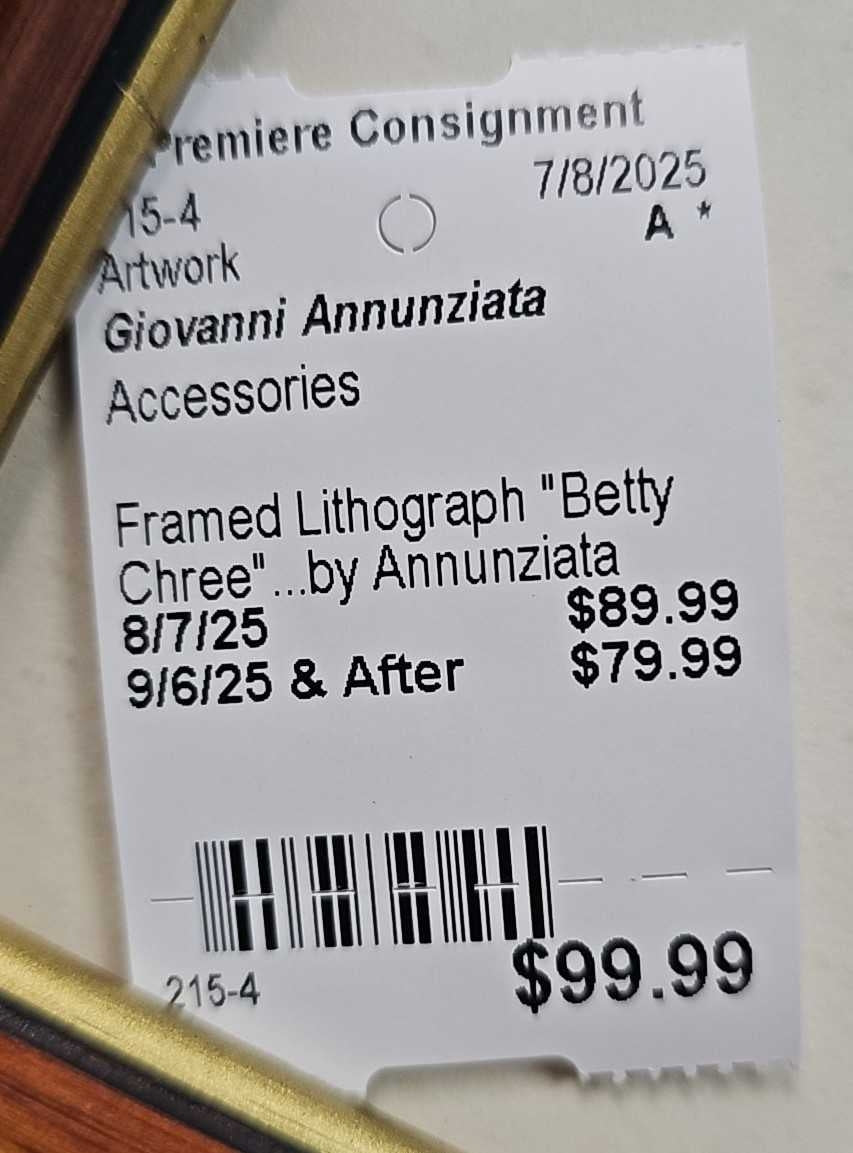 Premiere Consignment
7/8/2025
15-4
A *
Artwork
Giovanni Annunziata
Accessories
Framed Lithograph "Betty
Chree"...by Annunziata
8/7/25 $89.99
9/6/25 & After $79.99
215-4
$99.99